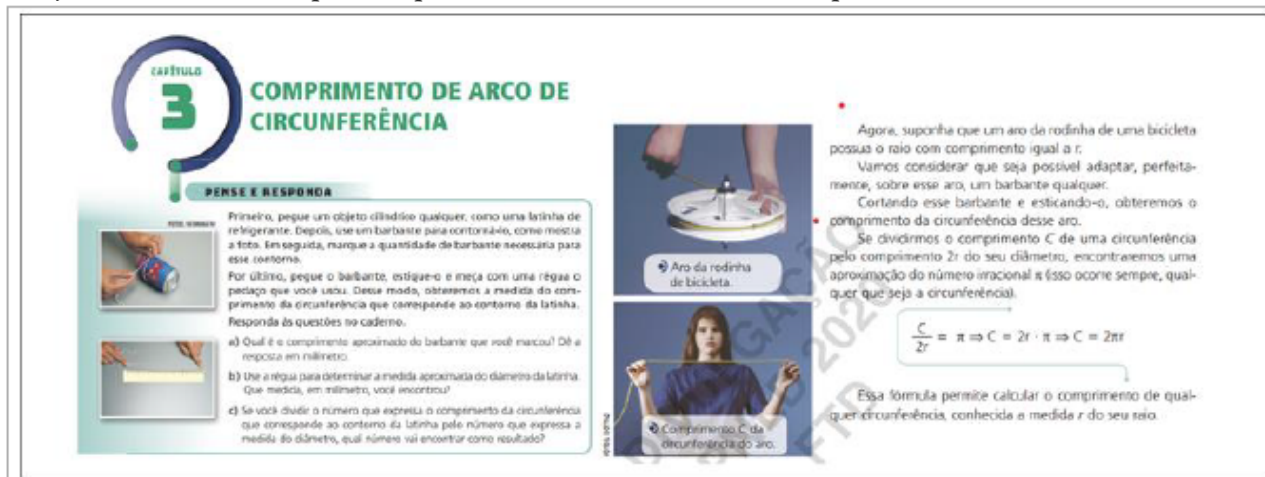 CAPÍTULO
3
COMPRIMENTO DE ARCO DE
CIRCUNFERÊNCIA
PENSE E RESPONDA
Primeiro, pegue um objeto cilíndrico qualquer, como uma latinha de
refrigerante. Depois, use um barbante para contorná-lo, como mostra
a foto. Em seguida, marque a quantidade de barbante necessária para
esse contorno.
Por último, pegue o barbante, estique-o e meça com uma régua o
pedaço que você usou. Desse modo, obteremos a medida do com-
primento da circunferência que corresponde ao contorno da latinha.
Responda às questões no caderno.
a) Qual é o comprimento aproximado do barbante que você marcou? Dê a
resposta em milímetro.
b) Use a régua para determinar a medida aproximada do diâmetro da latinha.
Que medida, em milímetro, você encontrou?
c) Se você dividir o número que expressa o comprimento da circunferência
que corresponde ao contorno da latinha pelo número que expressa a
medida do diâmetro, qual número vai encontrar como resultado?
Aro da rodinha
de bicicleta.
Comprimento C da
circunferência do aro.
Agora, suponha que um aro da rodinha de uma bicicleta
possua o raio com comprimento igual a r.
Vamos considerar que seja possível adaptar, perfeita-
mente, sobre esse aro, um barbante qualquer.
Cortando esse barbante e esticando-o, obteremos o
comprimento da circunferência desse aro.
Se dividirmos o comprimento C de uma circunferência
pelo comprimento 2r do seu diâmetro, encontraremos uma
aproximação do número irracional π (isso ocorre sempre, qual-
quer que seja a circunferência).
C/2r = π ⇒ C = 2r · π ⇒ C = 2πr
Essa fórmula permite calcular o comprimento de qual-
quer circunferência, conhecida a medida r do seu raio.
2020
FTD